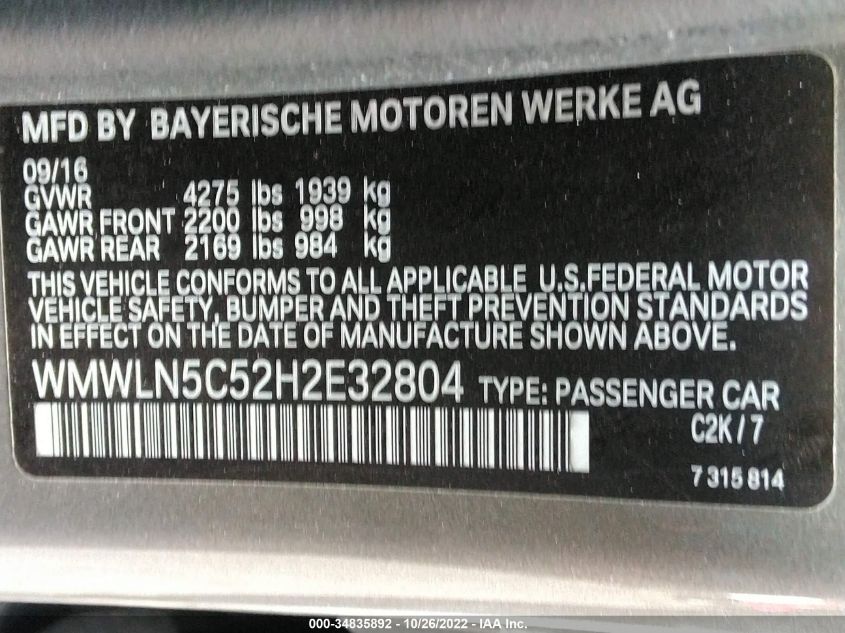 MFD BY BAYERISCHE MOTOREN WERKE AG
09/16
GVWR 4275 lbs 1939 kg
GAWR FRONT 2200 lbs 998 kg
GAWR REAR 2169 lbs 984 kg
THIS VEHICLE CONFORMS TO ALL APPLICABLE U.S.FEDERAL MOTOR
VEHICLE SAFETY, BUMPER AND THEFT PREVENTION STANDARDS
IN EFFECT ON THE DATE OF MANUFACTURE SHOWN ABOVE.
WMWLN5C52H2E32804 TYPE: PASSENGER CAR
C2K/7
7 315 814
000-34835892 - 10/26/2022 - © IAA, Inc.